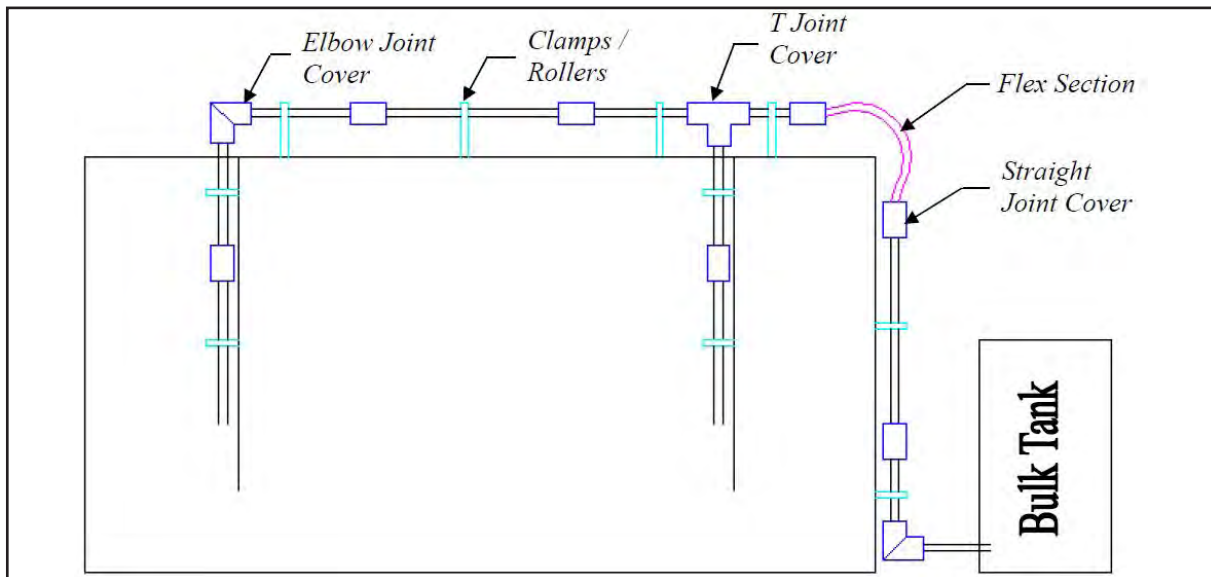 Elbow Joint
Cover
Clamps /
Rollers
T Joint
Cover
Flex Section
Straight
Joint Cover
Bulk Tank